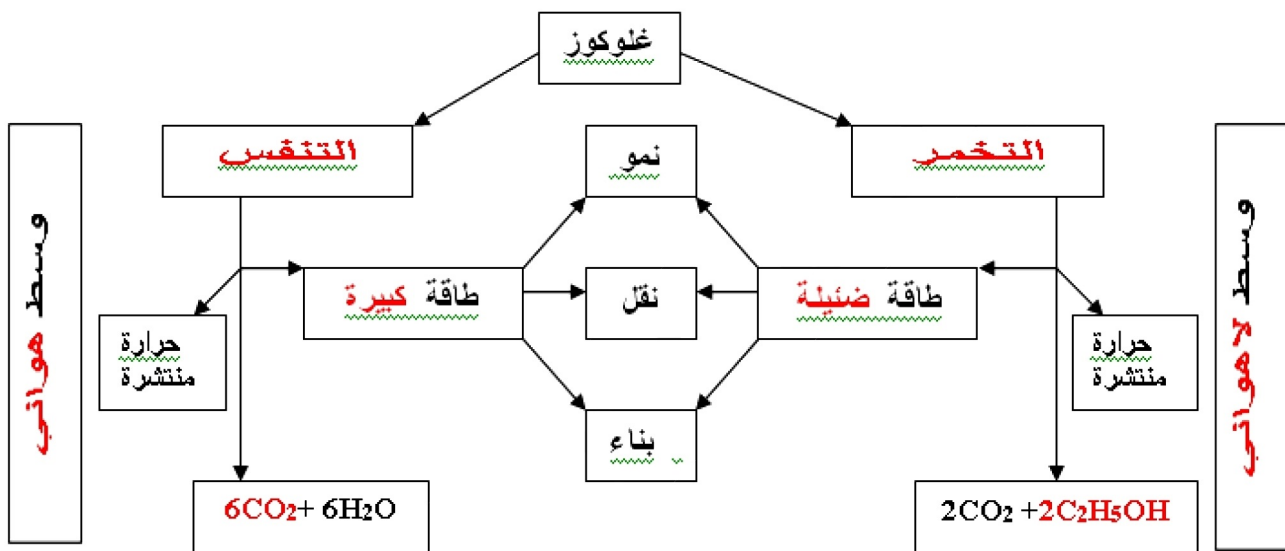 غلوكوز
التخمر
التنفس
نمو
وسط لاهوائي
وسط هوائي
طاقة ضئيلة
نقل
طاقة كبيرة
حرارة
منتشرة
حرارة
منتشرة
بناء
2CO₂ +2C₂H₅OH
6CO₂+ 6H₂O